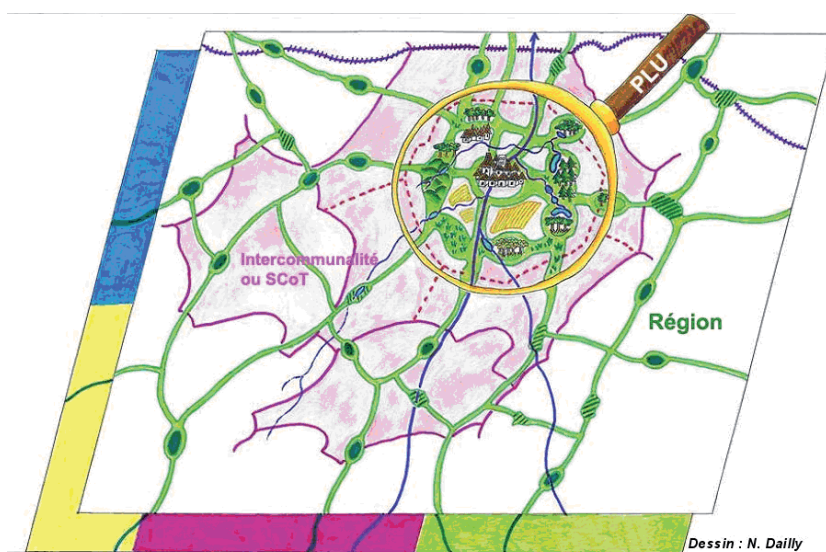 PLU
Intercommunalité
ou SCoT
Région
Dessin : N. Dailly